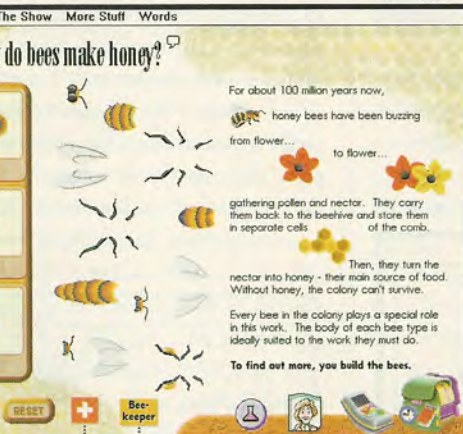 The Show More Stuff Words
do bees make honey?
For about 100 million years now,
honey bees have been buzzing
from flower...
to flower...
gathering pollen and nectar. They carry
them back to the beehive and store them
in separate cells of the comb.
Then, they turn the
nectar into honey - their main source of food.
Without honey, the colony can't survive.
Every bee in the colony plays a special role
in this work. The body of each bee type is
ideally suited to the work they must do.
To find out more, you build the bees.
RESET
Bee-
keeper